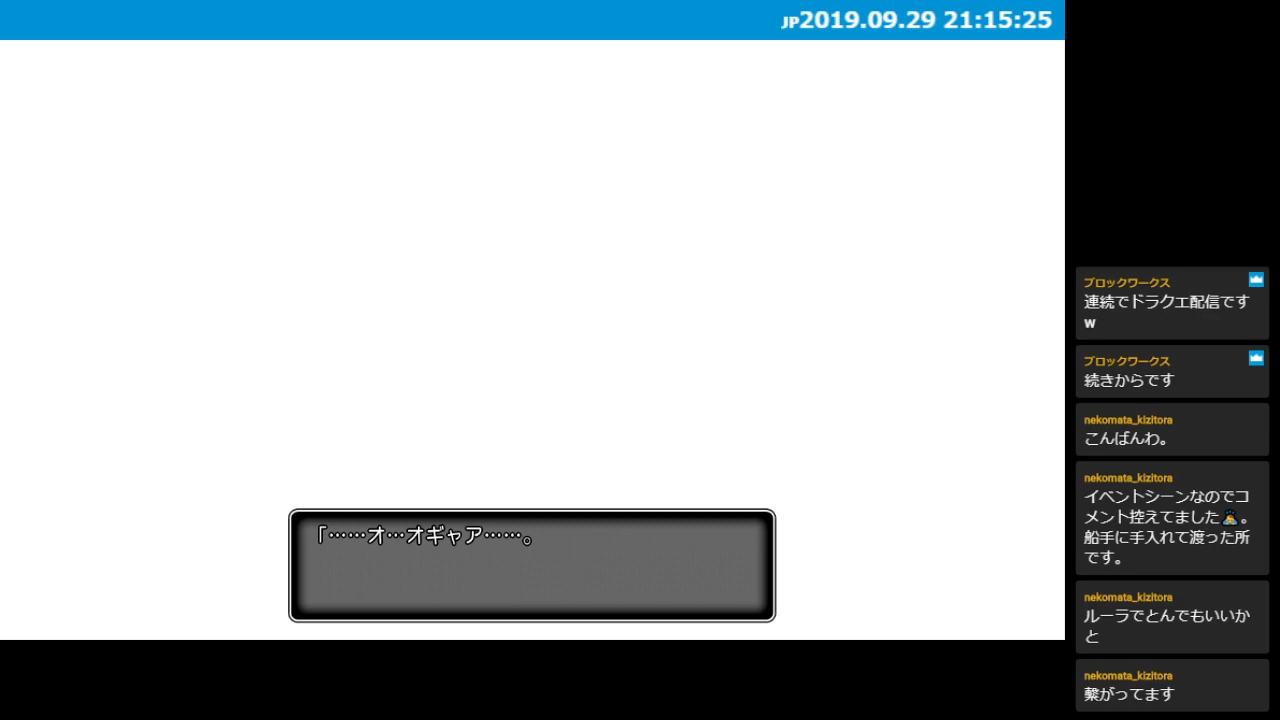 JP2019.09.29 21:15:25
「……オ…オギャア……。
ブロックワークス
連続でドラクエ配信です
w
ブロックワークス
続きからです
nekomata_kizitora
こんばんわ。
nekomata_kizitora
イベントシーンなのでコ
メント控えてました🙇。
船手に手入れて渡った所
です。
nekomata_kizitora
ルーラでとんでもいいか
と
nekomata_kizitora
繋がってます